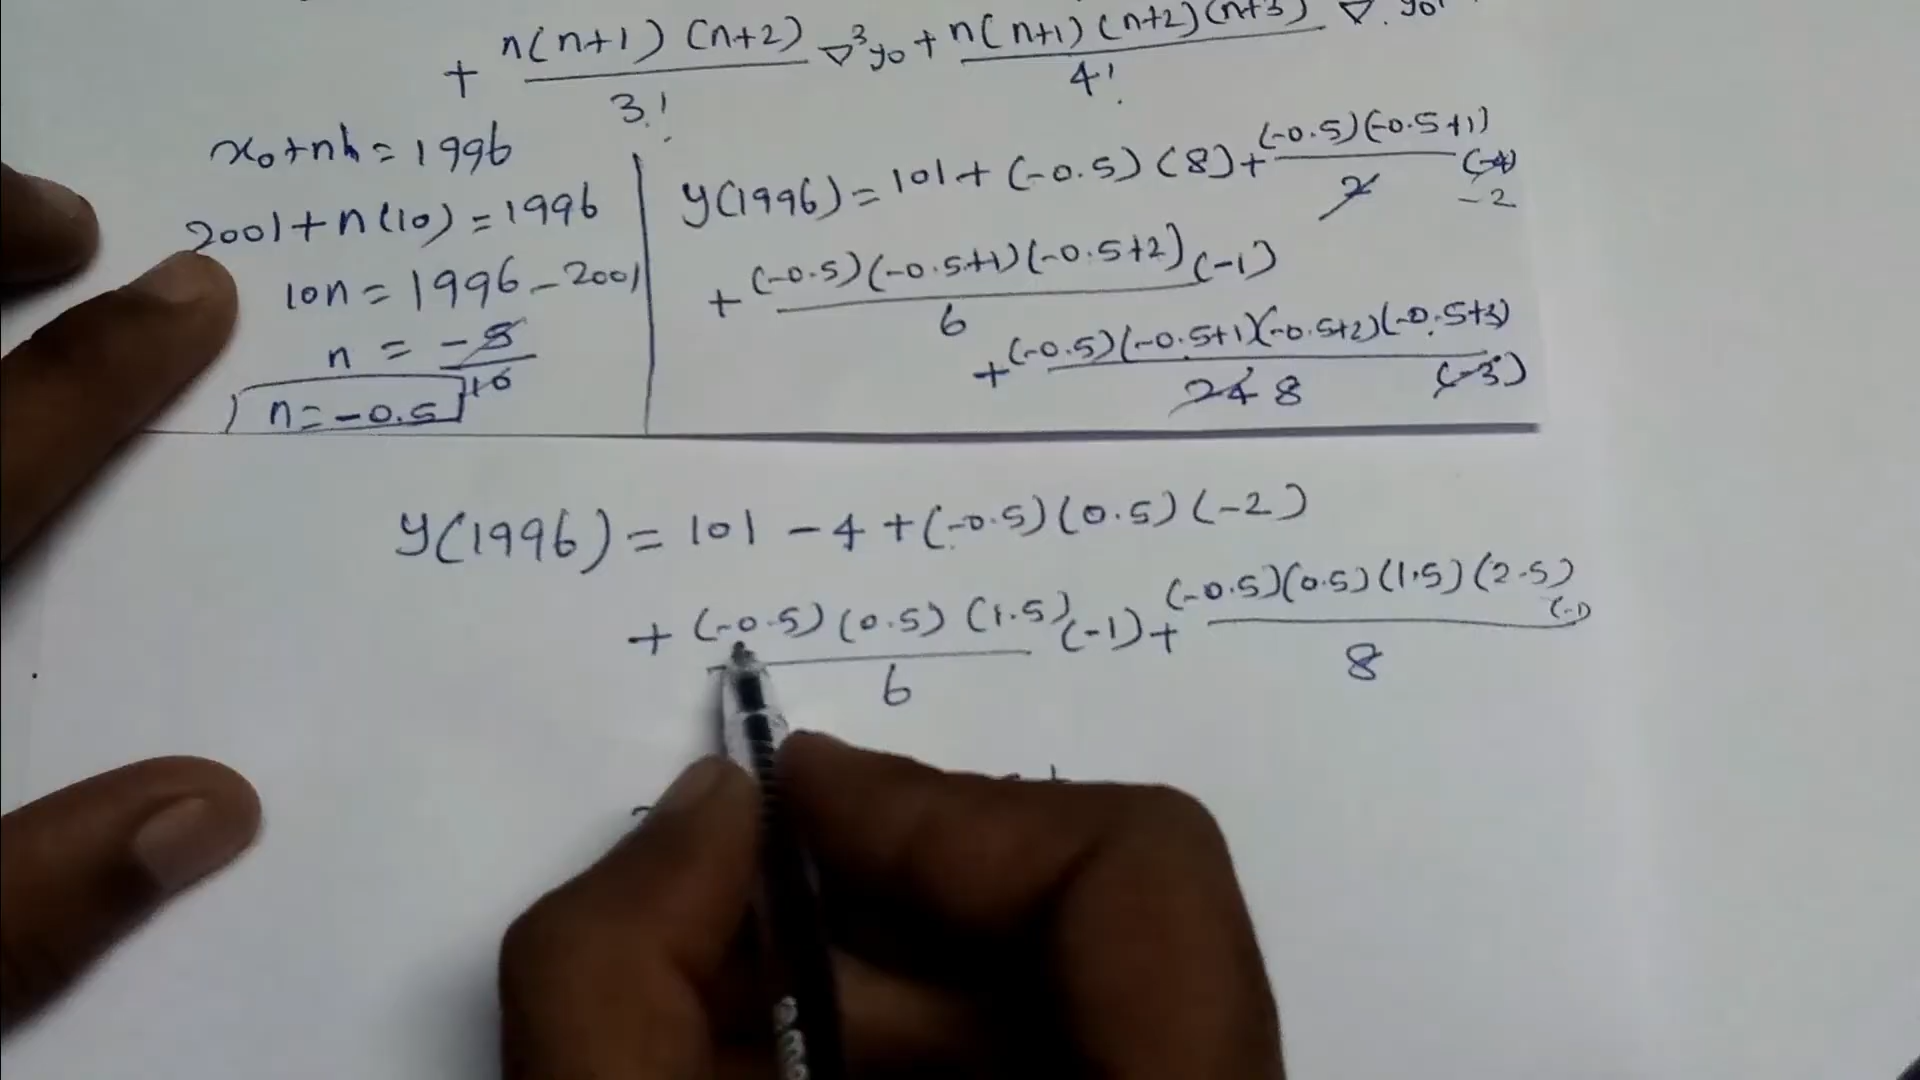 + n(n+1)(n+2) ∇³y₀ + n(n+1)(n+2)(n+3) ∇.y₀
3! 4!
x₀+nh=1996
2001+n(10)=1996
10n=1996-2001
n = -5
10
n=-0.5
y(1996)=101+(-0.5)(8)+(-0.5)(-0.5+1) (-4)
2 -2
+ (-0.5)(-0.5+1)(-0.5+2) (-1)
6
+ (-0.5)(-0.5+1)(-0.5+2)(-0.5+3)
24 8 (-3)
y(1996) = 101 - 4 + (-0.5)(0.5)(-2)
+ (-0.5)(0.5)(1.5) (-1) + (-0.5)(0.5)(1.5)(2.5) (-1)
6 8